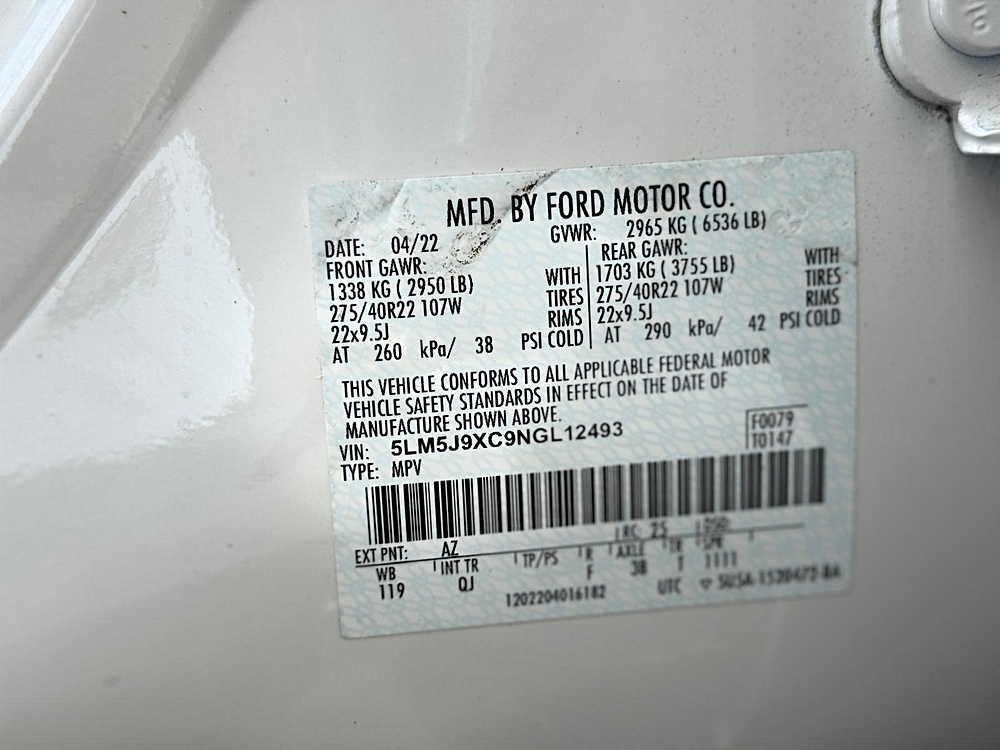 MFD. BY FORD MOTOR CO.
DATE: 04/22 GVWR: 2965 KG ( 6536 LB)
FRONT GAWR: REAR GAWR:
1338 KG ( 2950 LB) WITH 1703 KG ( 3755 LB) WITH
275/40R22 107W TIRES 275/40R22 107W TIRES
22x9.5J RIMS 22x9.5J RIMS
AT 260 kPa/ 38 PSI COLD AT 290 kPa/ 42 PSI COLD
THIS VEHICLE CONFORMS TO ALL APPLICABLE FEDERAL MOTOR
VEHICLE SAFETY STANDARDS IN EFFECT ON THE DATE OF
MANUFACTURE SHOWN ABOVE.
VIN: 5LM5J9XC9NGL12493 F0079
TYPE: MPV T0147
EXT PNT: AZ RC: 25 DSO:
WB INT TR TP/PS R AXLE TR SPR
119 QJ F 3B 1 1111
1202204016182 UTC